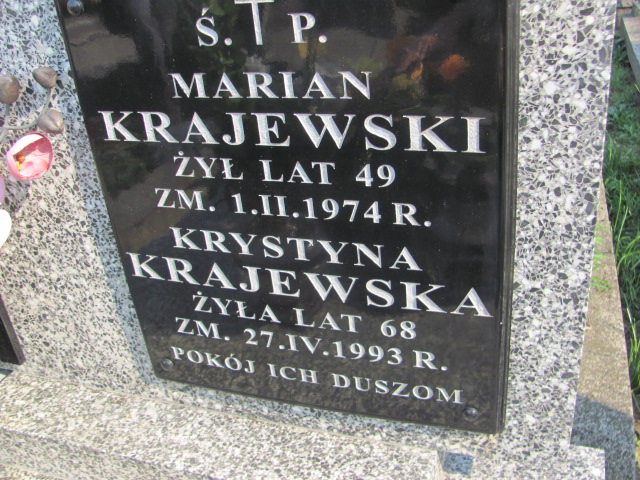 Ś. P.
MARIAN
KRAJEWSKI
ŻYŁ LAT 49
ZM. 1.II.1974 R.
KRYSTYNA
KRAJEWSKA
ŻYŁA LAT 68
ZM. 27.IV.1993 R.
POKÓJ ICH DUSZOM